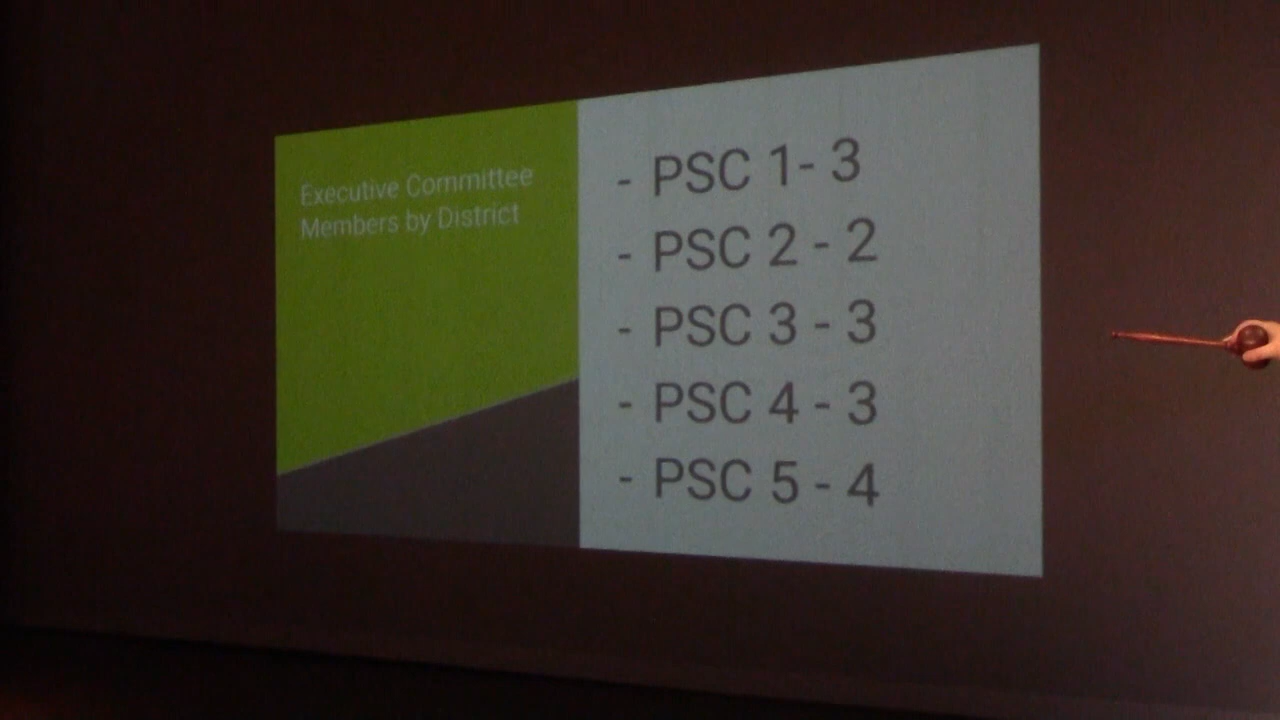 Executive Committee
Members by District
- PSC 1- 3
- PSC 2 - 2
- PSC 3 - 3
- PSC 4 - 3
- PSC 5 - 4